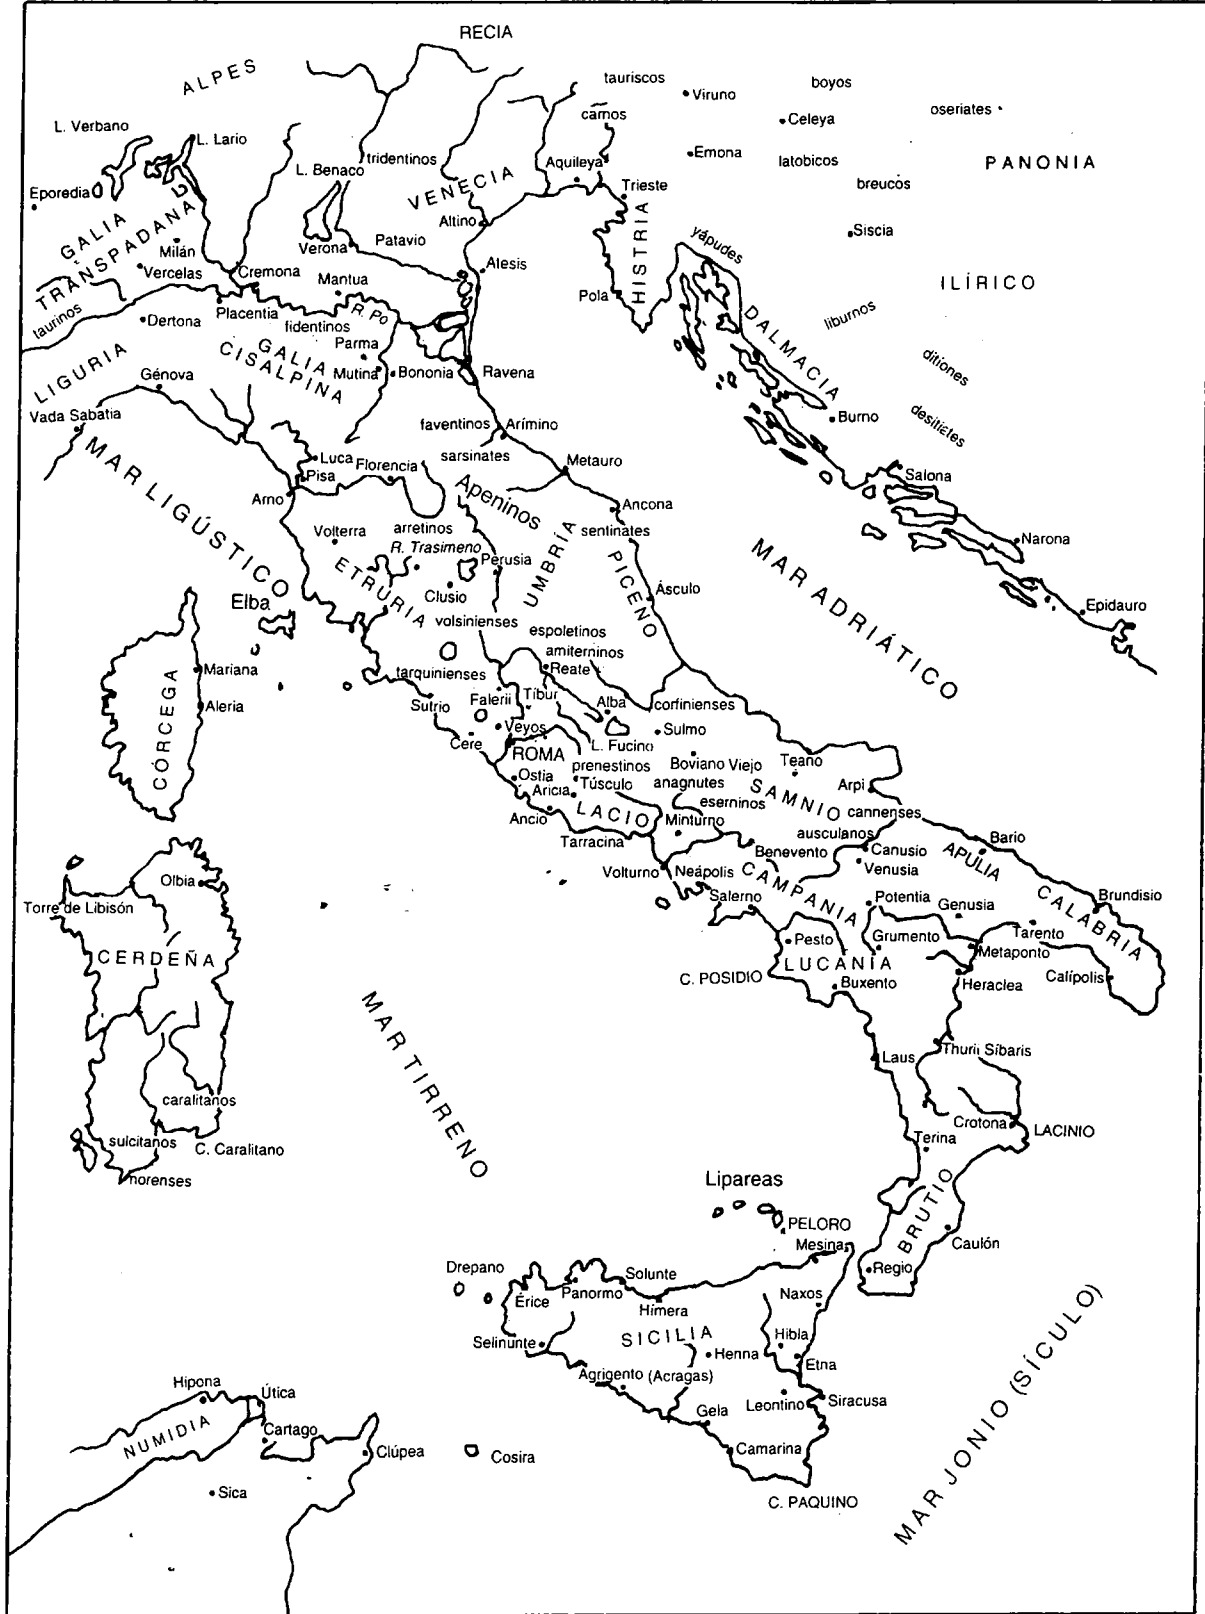 RECIA
ALPES
tauriscos
boyos
Viruno
oseriates
carnos
Celeya
L. Verbano
L. Lario
tridentinos
Emona
latobicos
PANONIA
L. Benaco
Aquileya
breucos
Eporedia
VENECIA
Trieste
GALIA
TRANSPADANA
Altino
HISTRIA
Siscia
Milán
Verona
Patavio
yápudes
Vercelas
Cremona
Mantua
Atesis
Pola
ILÍRICO
taurinos
Placentia
R. Po
Dertona
fidentinos
DALMACIA
liburnos
Parma
GALIA
CISALPINA
LIGURIA
Génova
Mutina
Bononia
Ravena
ditiones
Vada Sabatia
faventinos
Arímino
Burno
desiliates
sarsinates
MAR LIGÚSTICO
Luca
Florencia
Metauro
Pisa
Apeninos
Salona
Arno
Ancona
Volterra
arretinos
sentinates
R. Trasimeno
Narona
ETRURIA
Perusia
UMBRÍA
PICENO
MAR ADRIÁTICO
Clusio
Ásculo
Elba
Epidauro
volsinienses
espoletinos
amiterninos
Mariana
tarquinienses
Reate
CÓRCEGA
Aleria
Sutrio
Falerii
Tíbur
Alba
corfinienses
Veyos
Cere
ROMA
L. Fucino
Sulmo
prenestinos
Boviano Viejo
Teano
Ostia
Túsculo
anagnutes
SAMNIO
Arpi
Aricia
LACIO
eserninos
cannenses
Ancio
Minturno
ausculanos
Tarracina
Benevento
Canusio
APULIA
Bario
Volturno
Neápolis
CAMPANIA
Venusia
Olbia
Salerno
Potentia
CALABRIA
Brundisio
Torre de Libisón
Genusia
Tarento
CERDEÑA
Pesto
Grumento
Metaponto
LUCANÍA
C. POSIDIO
Buxento
Heraclea
Calípolis
MAR TIRRENO
Laus
Thurii Síbaris
caralitanos
Crotona
LACINIO
sulcitanos
C. Caralitano
Terina
norenses
Lipareas
BRUTIO
PELORO
Mesina
Caulón
Drepano
Solunte
Regio
Érice
Panormo
Hímera
Naxos
Selinunte
SICILIA
Hibla
Henna
Etna
Agrigento (Acragas)
Hipona
Útica
Leontino
Siracusa
Gela
NUMIDIA
Cartago
Clúpea
Cosira
Camarina
Sica
C. PAQUINO
MAR JONIO (SÍCULO)